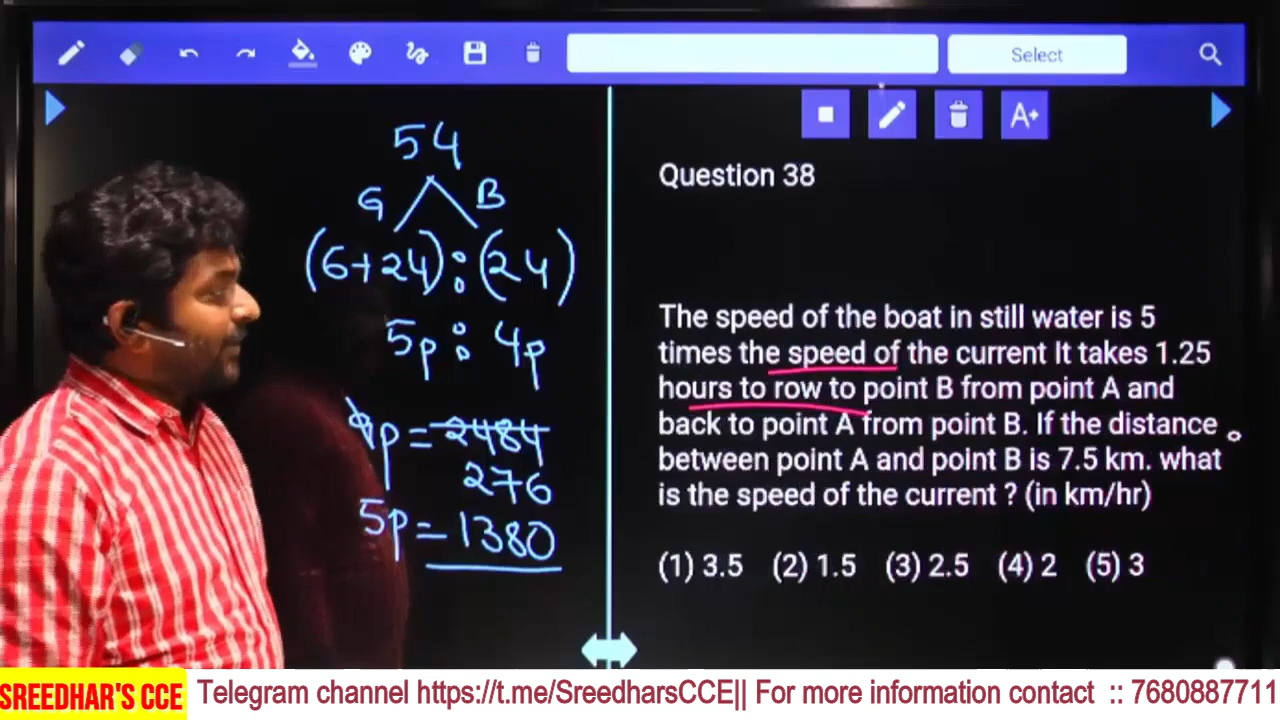 Select
A+
54
G B
(6+24) : (24)
5p : 4p
9p = 2484
276
5p = 1380
Question 38
The speed of the boat in still water is 5
times the speed of the current It takes 1.25
hours to row to point B from point A and
back to point A from point B. If the distance
between point A and point B is 7.5 km. what
is the speed of the current ? (in km/hr)
(1) 3.5 (2) 1.5 (3) 2.5 (4) 2 (5) 3
SREEDHAR'S CCE
Telegram channel https://t.me/SreedharsCCE|| For more information contact :: 7680887711